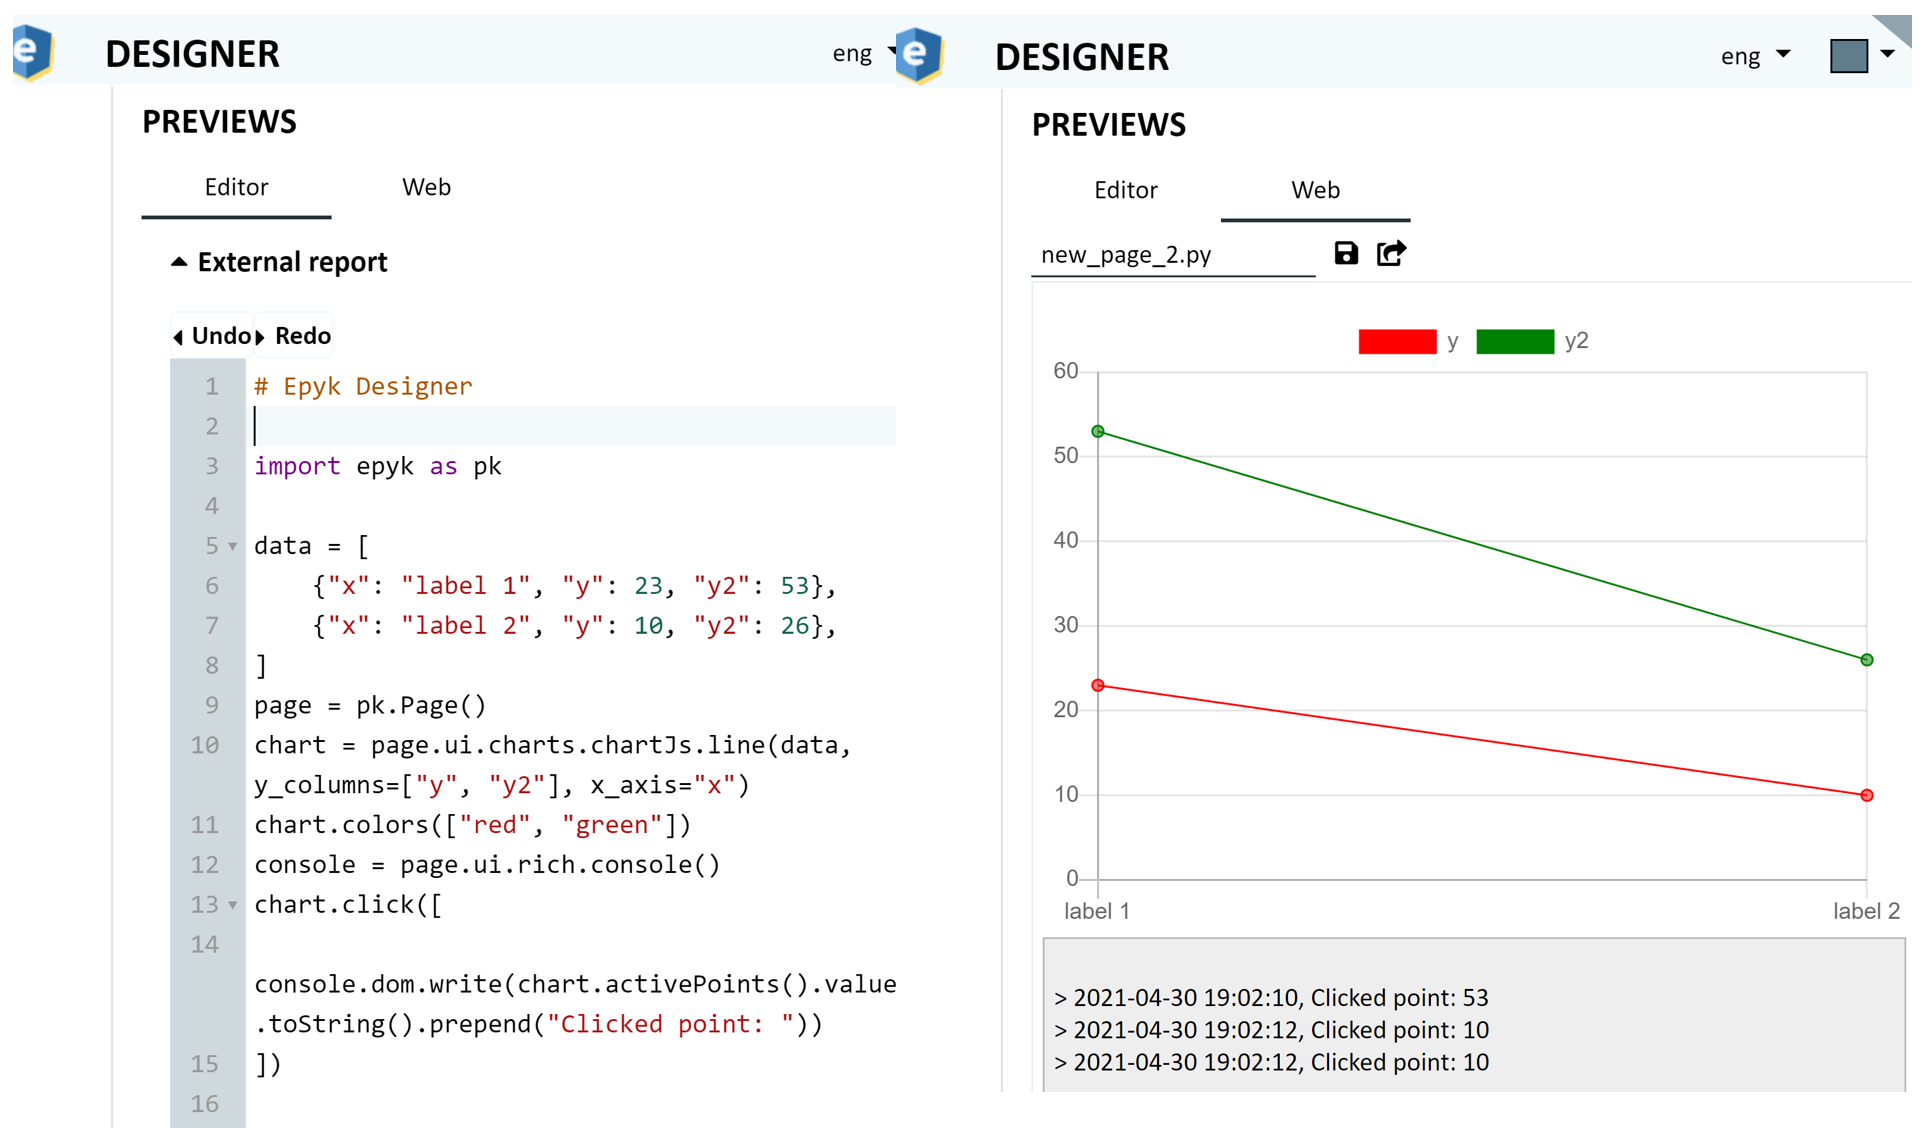 e
DESIGNER
eng
PREVIEWS
Editor Web
External report
Undo Redo
1 # Epyk Designer
2
3 import epyk as pk
4
5 data = [
6 {"x": "label 1", "y": 23, "y2": 53},
7 {"x": "label 2", "y": 10, "y2": 26},
8 ]
9 page = pk.Page()
10 chart = page.ui.charts.chartJs.line(data,
y_columns=["y", "y2"], x_axis="x")
11 chart.colors(["red", "green"])
12 console = page.ui.rich.console()
13 chart.click([
14
console.dom.write(chart.activePoints().value
.toString().prepend("Clicked point: "))
15 ])
16
e
DESIGNER
eng
PREVIEWS
Editor Web
new_page_2.py
y y2
60
50
40
30
20
10
0
label 1 label 2
> 2021-04-30 19:02:10, Clicked point: 53
> 2021-04-30 19:02:12, Clicked point: 10
> 2021-04-30 19:02:12, Clicked point: 10